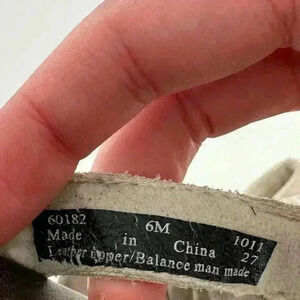 60182 6M 1011
Made in China 27
Leather upper/Balance man made